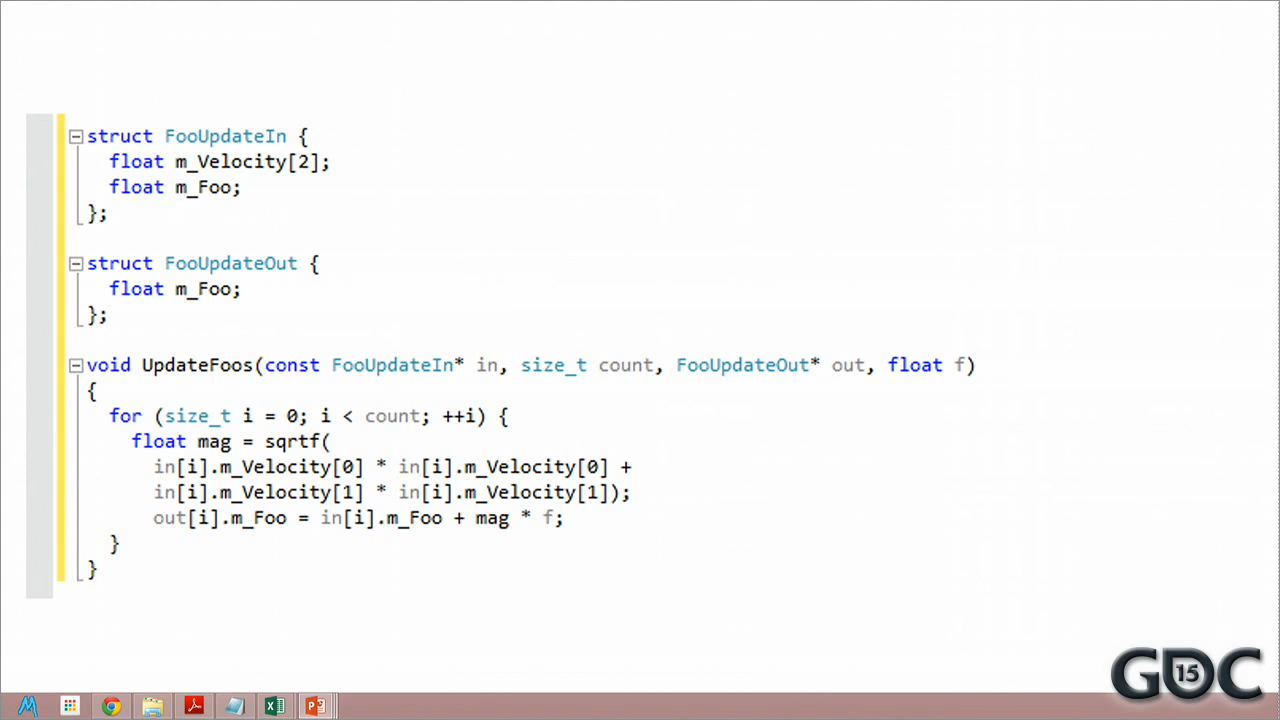 struct FooUpdateIn {
  float m_Velocity[2];
  float m_Foo;
};
struct FooUpdateOut {
  float m_Foo;
};
void UpdateFoos(const FooUpdateIn* in, size_t count, FooUpdateOut* out, float f)
{
  for (size_t i = 0; i < count; ++i) {
    float mag = sqrtf(
      in[i].m_Velocity[0] * in[i].m_Velocity[0] +
      in[i].m_Velocity[1] * in[i].m_Velocity[1]);
      out[i].m_Foo = in[i].m_Foo + mag * f;
  }
}
GDC 15